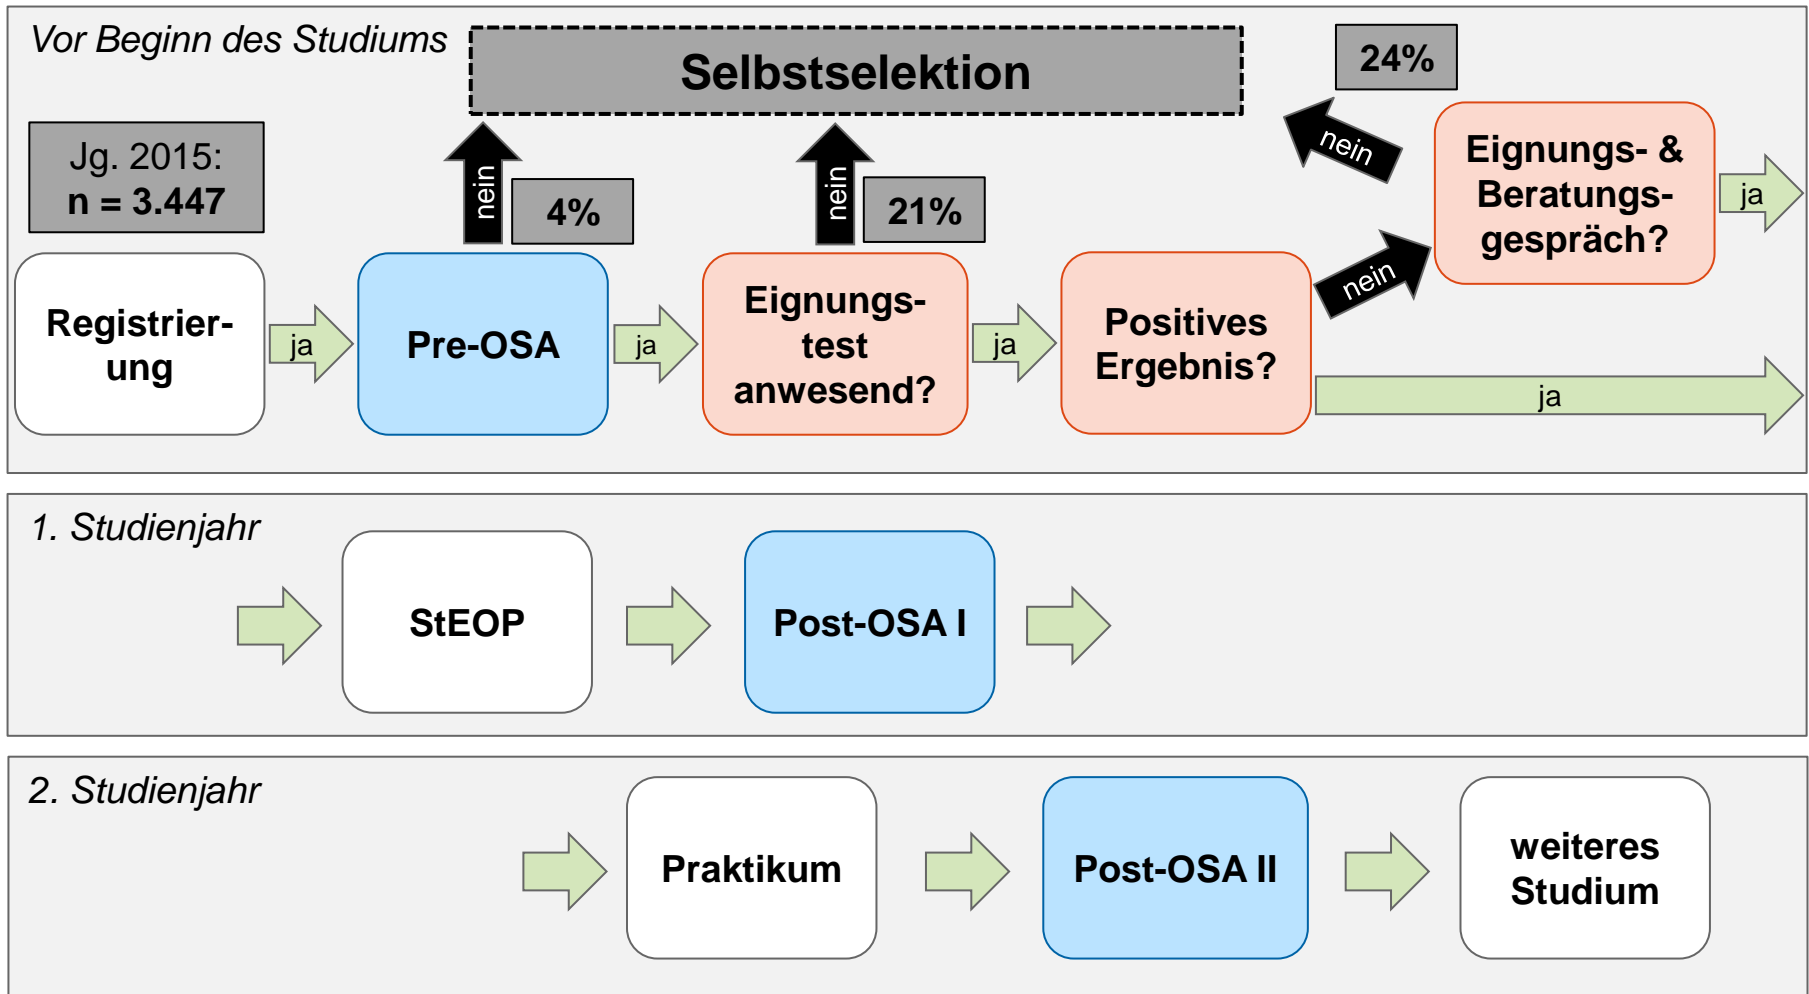 Vor Beginn des Studiums
Selbstselektion
24%
Jg. 2015:
n = 3.447
nein
4%
nein
21%
nein
Eignungs- &
Beratungs-
gespräch?
ja
Registrier-
ung
ja
Pre-OSA
ja
Eignungs-
test
anwesend?
ja
Positives
Ergebnis?
nein
ja
1. Studienjahr
StEOP
Post-OSA I
2. Studienjahr
Praktikum
Post-OSA II
weiteres
Studium